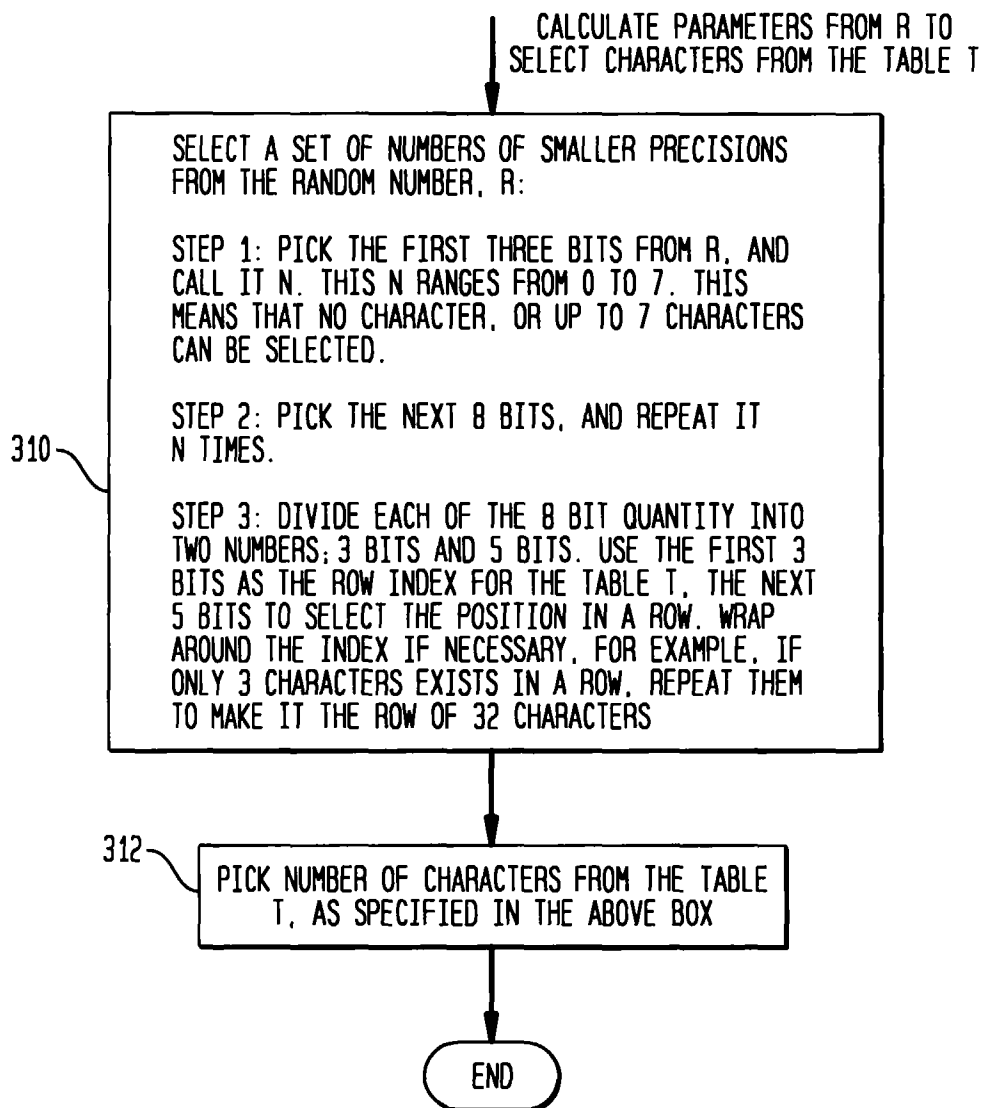 CALCULATE PARAMETERS FROM R TO
SELECT CHARACTERS FROM THE TABLE T
SELECT A SET OF NUMBERS OF SMALLER PRECISIONS
FROM THE RANDOM NUMBER, R:
STEP 1: PICK THE FIRST THREE BITS FROM R, AND
CALL IT N. THIS N RANGES FROM 0 TO 7. THIS
MEANS THAT NO CHARACTER, OR UP TO 7 CHARACTERS
CAN BE SELECTED.
STEP 2: PICK THE NEXT 8 BITS, AND REPEAT IT
N TIMES.
310
STEP 3: DIVIDE EACH OF THE 8 BIT QUANTITY INTO
TWO NUMBERS; 3 BITS AND 5 BITS. USE THE FIRST 3
BITS AS THE ROW INDEX FOR THE TABLE T, THE NEXT
5 BITS TO SELECT THE POSITION IN A ROW. WRAP
AROUND THE INDEX IF NECESSARY, FOR EXAMPLE, IF
ONLY 3 CHARACTERS EXISTS IN A ROW, REPEAT THEM
TO MAKE IT THE ROW OF 32 CHARACTERS
312
PICK NUMBER OF CHARACTERS FROM THE TABLE
T, AS SPECIFIED IN THE ABOVE BOX
END